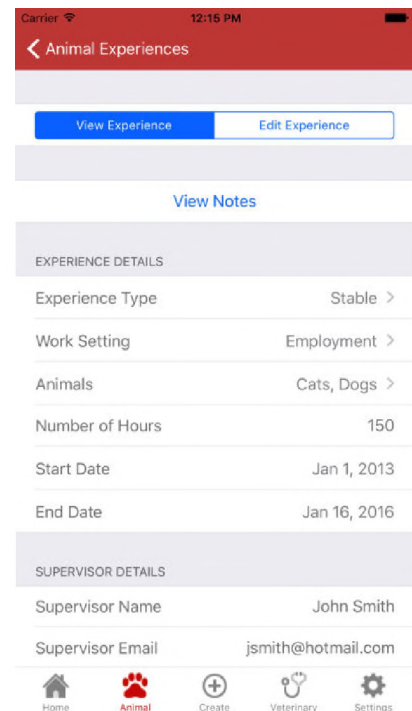 Carrier 12:15 PM
Animal Experiences
View Experience Edit Experience
View Notes
EXPERIENCE DETAILS
Experience Type Stable >
Work Setting Employment >
Animals Cats, Dogs >
Number of Hours 150
Start Date Jan 1, 2013
End Date Jan 16, 2016
SUPERVISOR DETAILS
Supervisor Name John Smith
Supervisor Email jsmith@hotmail.com
Home Animal Create Veterinary Settings